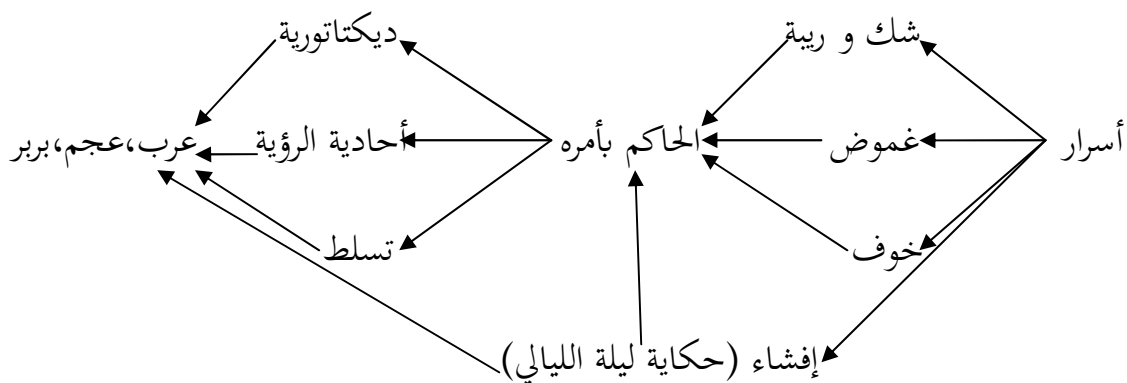 شك و ريبة ديكتاتورية
أسرار غموض الحاكم بأمره أحادية الرؤية عرب،عجم،بربر
خوف تسلط
إفشاء (حكاية ليلة الليالي)